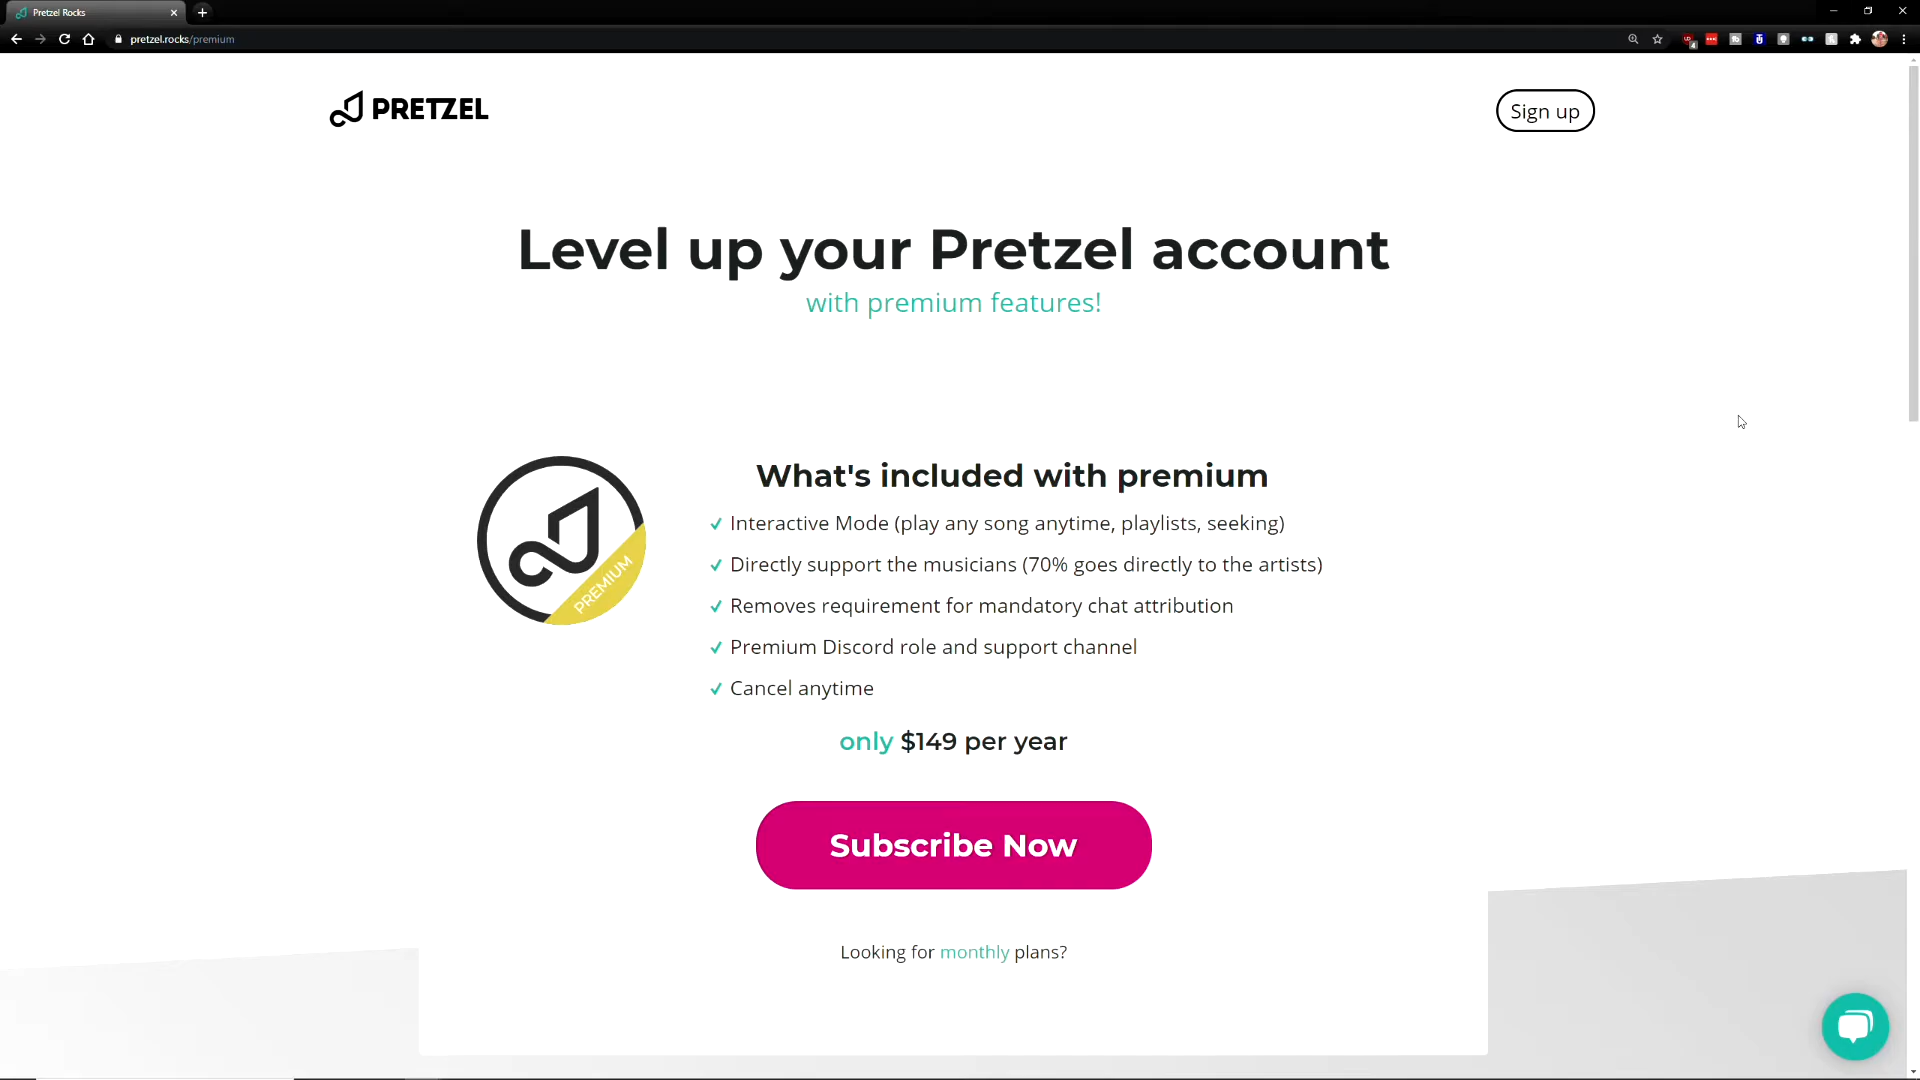 Pretzel Rocks
pretzel.rocks/premium
PRETZEL
Sign up
Level up your Pretzel account
with premium features!
What's included with premium
Interactive Mode (play any song anytime, playlists, seeking)
Directly support the musicians (70% goes directly to the artists)
Removes requirement for mandatory chat attribution
PREMIUM
Premium Discord role and support channel
Cancel anytime
only $149 per year
Subscribe Now
Looking for monthly plans?